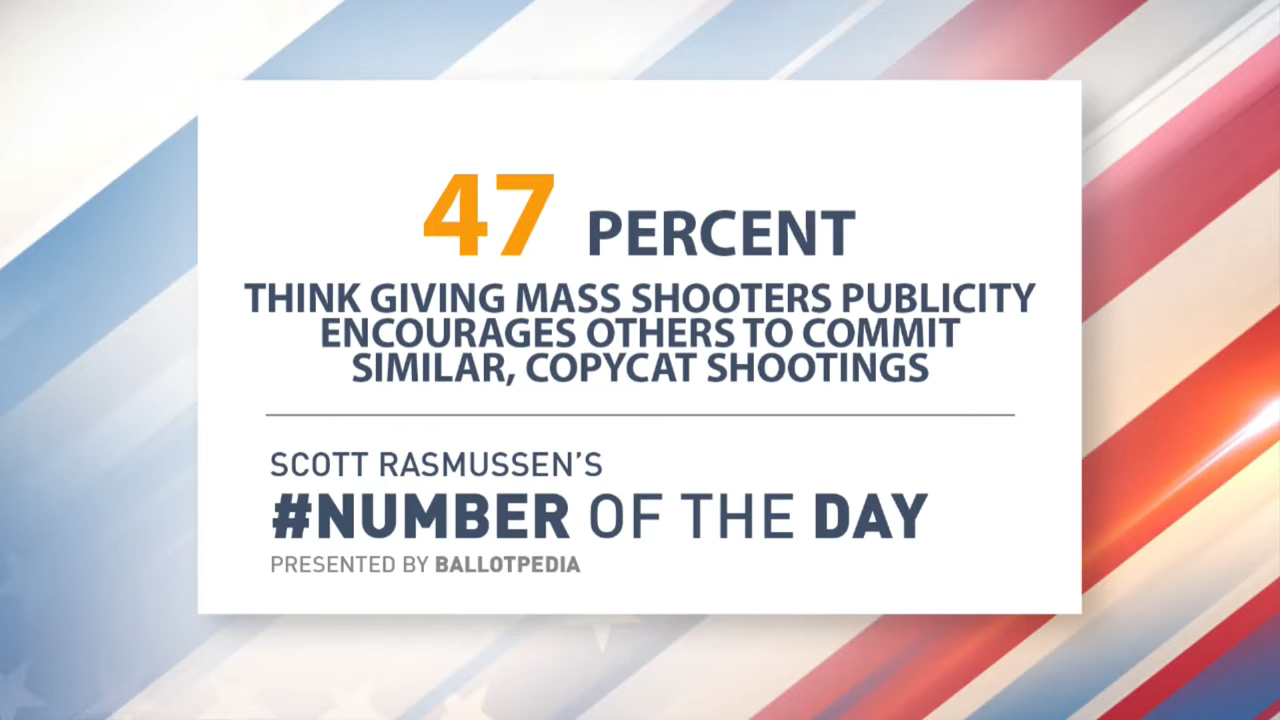 47 PERCENT
THINK GIVING MASS SHOOTERS PUBLICITY
ENCOURAGES OTHERS TO COMMIT
SIMILAR, COPYCAT SHOOTINGS
SCOTT RASMUSSEN'S
#NUMBER OF THE DAY
PRESENTED BY BALLOTPEDIA